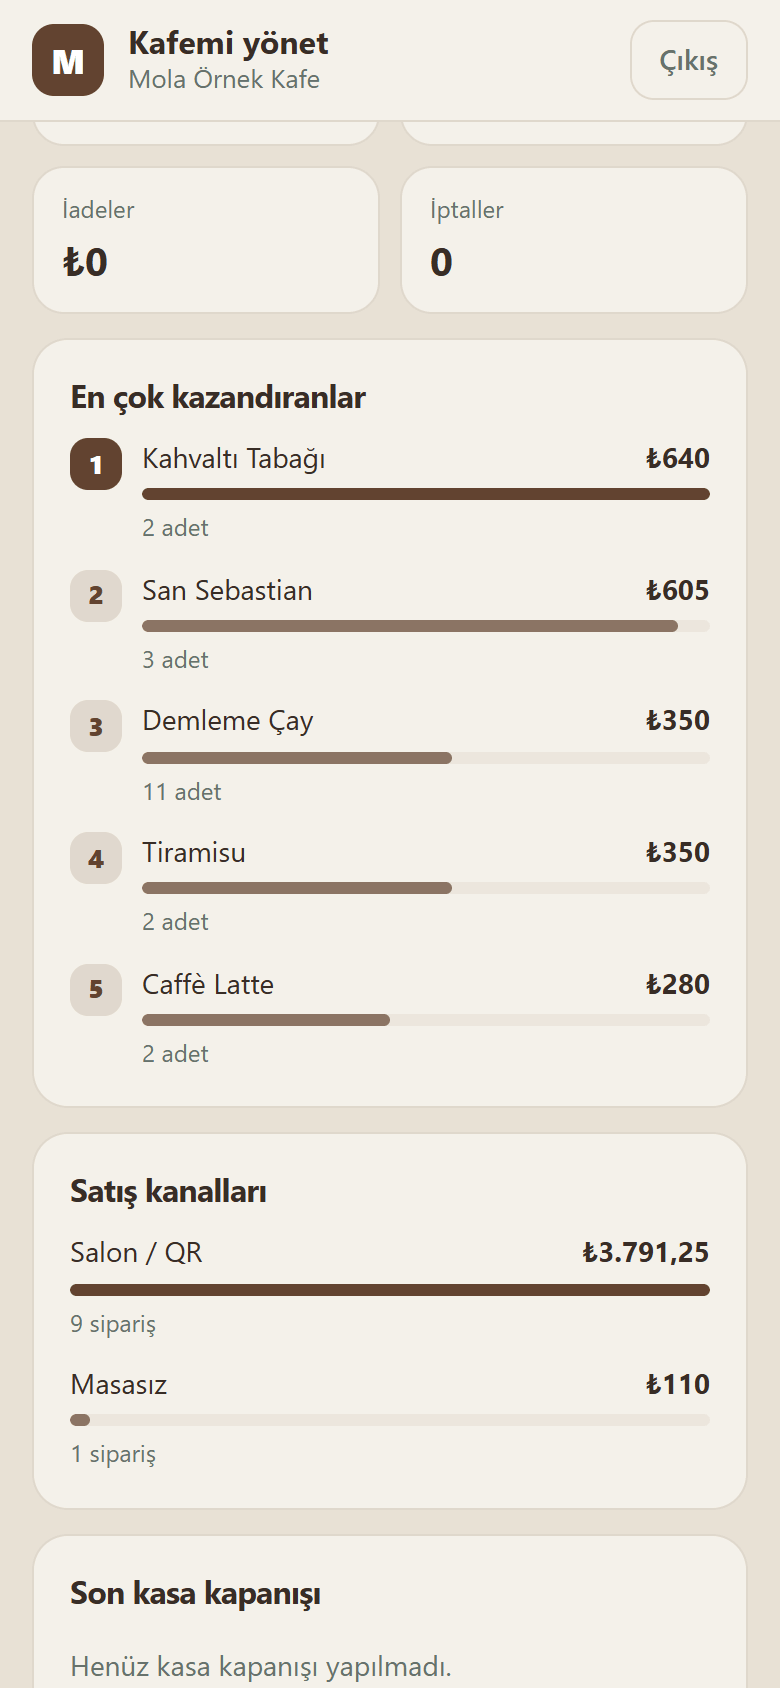 M
Kafemi yönet
Mola Örnek Kafe
Çıkış
İadeler
₺0
İptaller
0
En çok kazandıranlar
1
Kahvaltı Tabağı
₺640
2 adet
2
San Sebastian
₺605
3 adet
3
Demleme Çay
₺350
11 adet
4
Tiramisu
₺350
2 adet
5
Caffè Latte
₺280
2 adet
Satış kanalları
Salon / QR
₺3.791,25
9 sipariş
Masasız
₺110
1 sipariş
Son kasa kapanışı
Henüz kasa kapanışı yapılmadı.